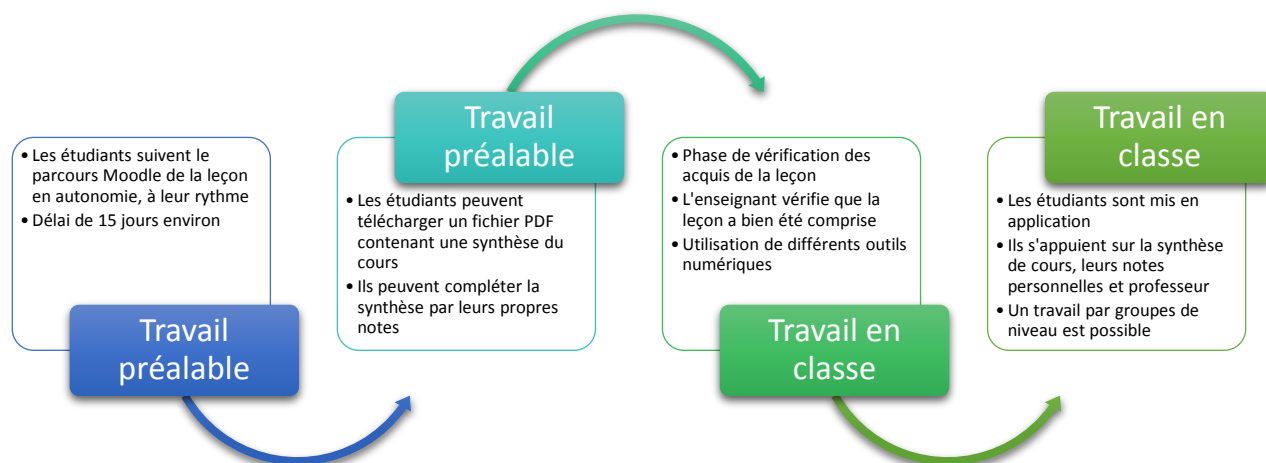 • Les étudiants suivent le
parcours Moodle de la leçon
en autonomie, à leur rythme
• Délai de 15 jours environ
Travail
préalable
Travail
préalable
• Les étudiants peuvent
télécharger un fichier PDF
contenant une synthèse du
cours
• Ils peuvent compléter la
synthèse par leurs propres
notes
• Phase de vérification des
acquis de la leçon
• L'enseignant vérifie que la
leçon a bien été comprise
• Utilisation de différents outils
numériques
Travail en
classe
Travail en
classe
• Les étudiants sont mis en
application
• Ils s'appuient sur la synthèse
de cours, leurs notes
personnelles et professeur
• Un travail par groupes de
niveau est possible